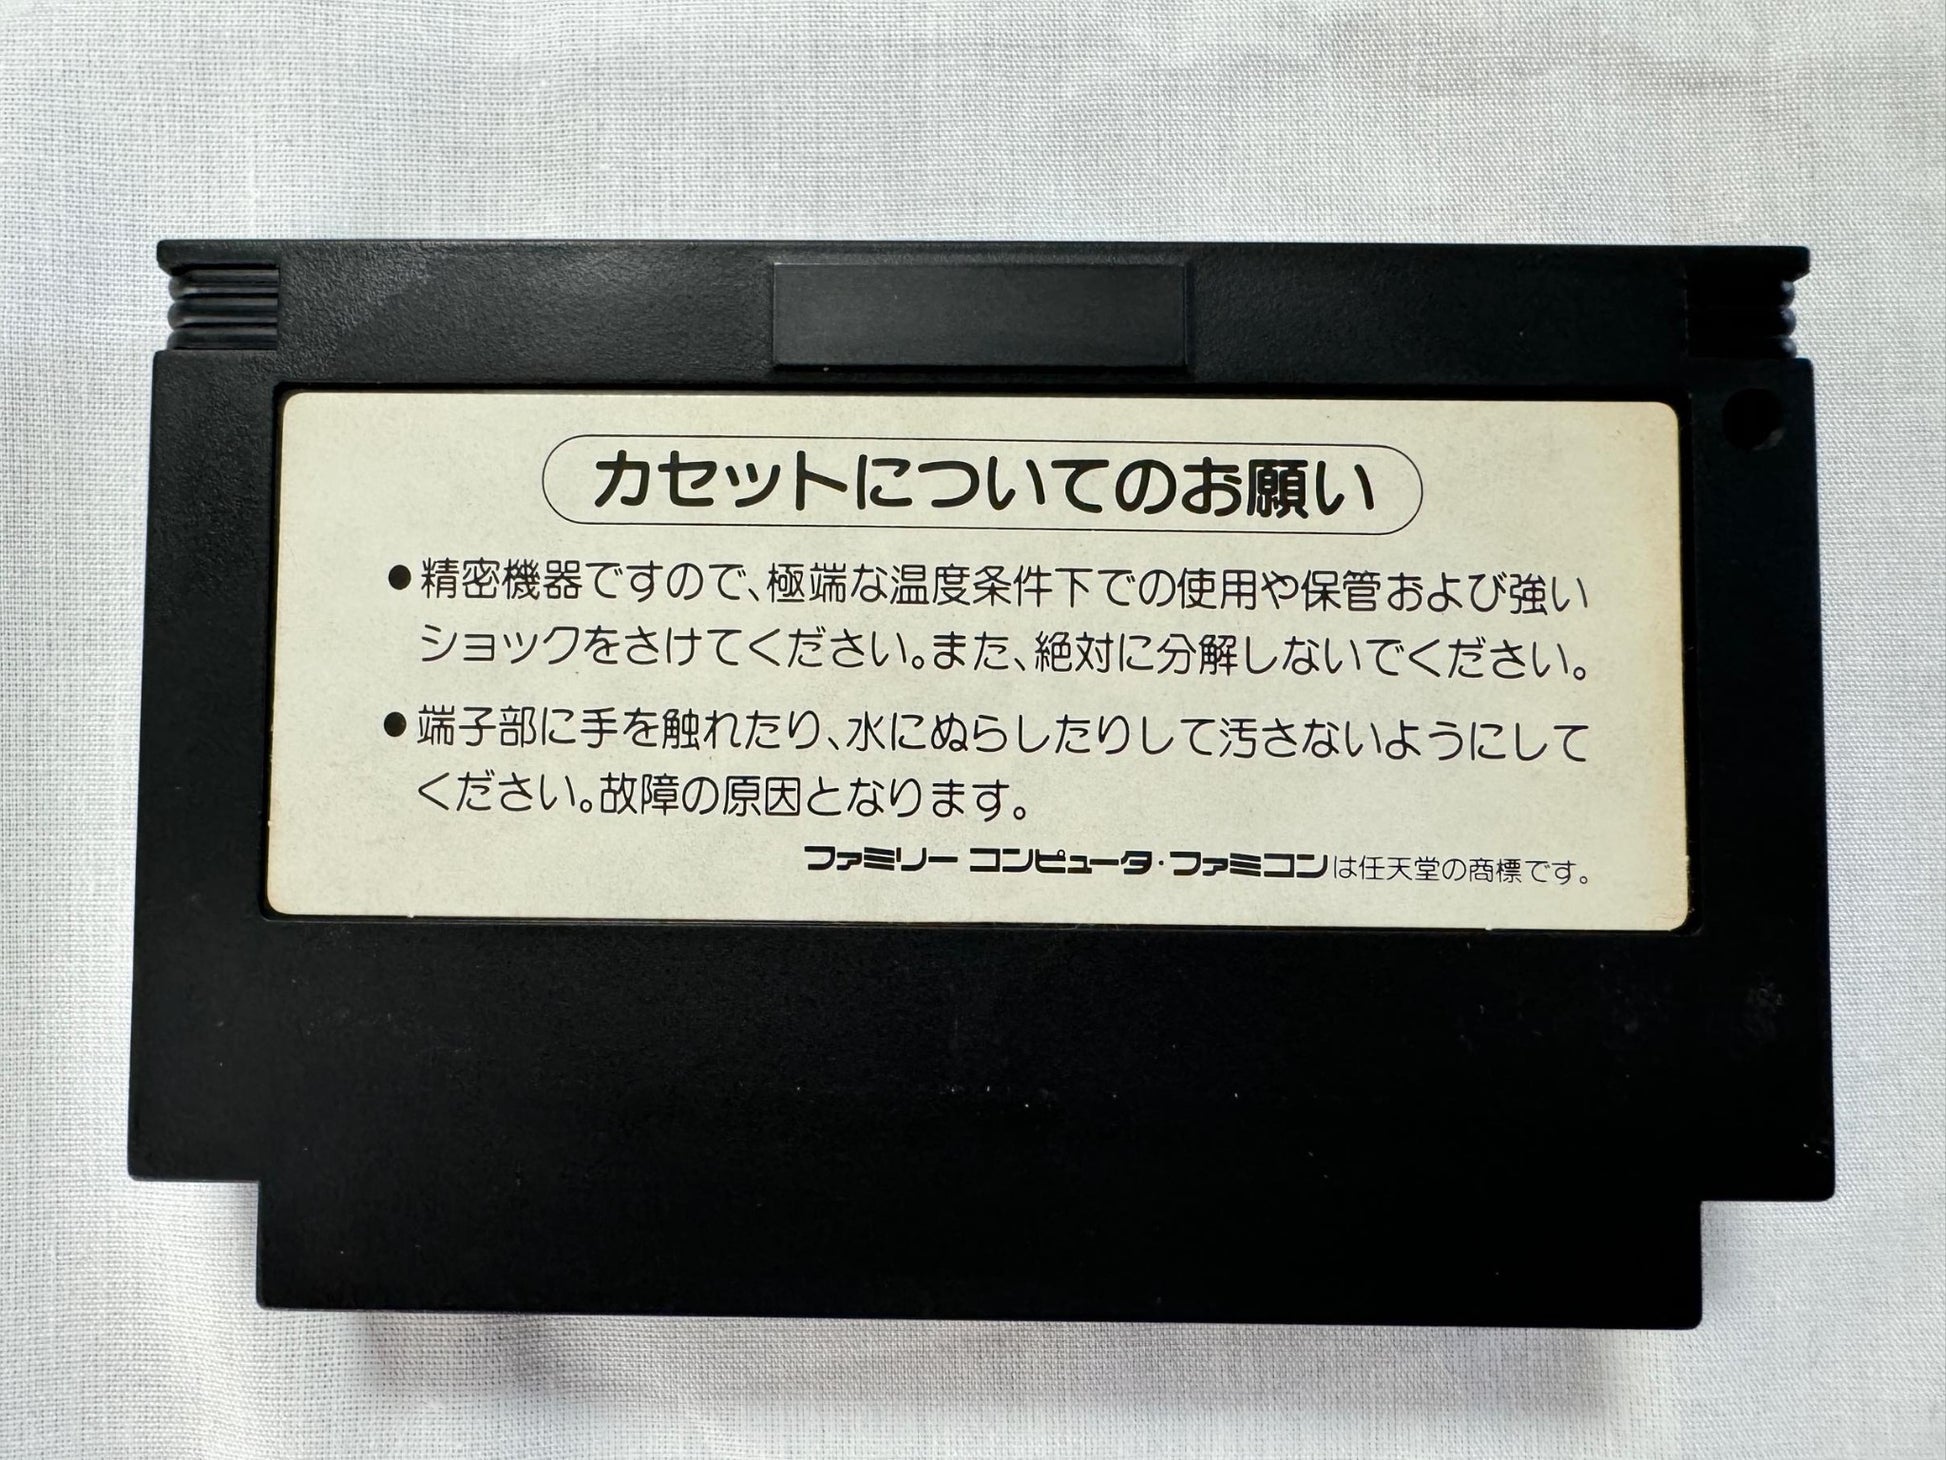 カセットについてのお願い
●精密機器ですので、極端な温度条件下での使用や保管および強い
ショックをさけてください。また、絶対に分解しないでください。
●端子部に手を触れたり、水にぬらしたりして汚さないようにして
ください。故障の原因となります。
ファミリー コンピュータ・ファミコンは任天堂の商標です。